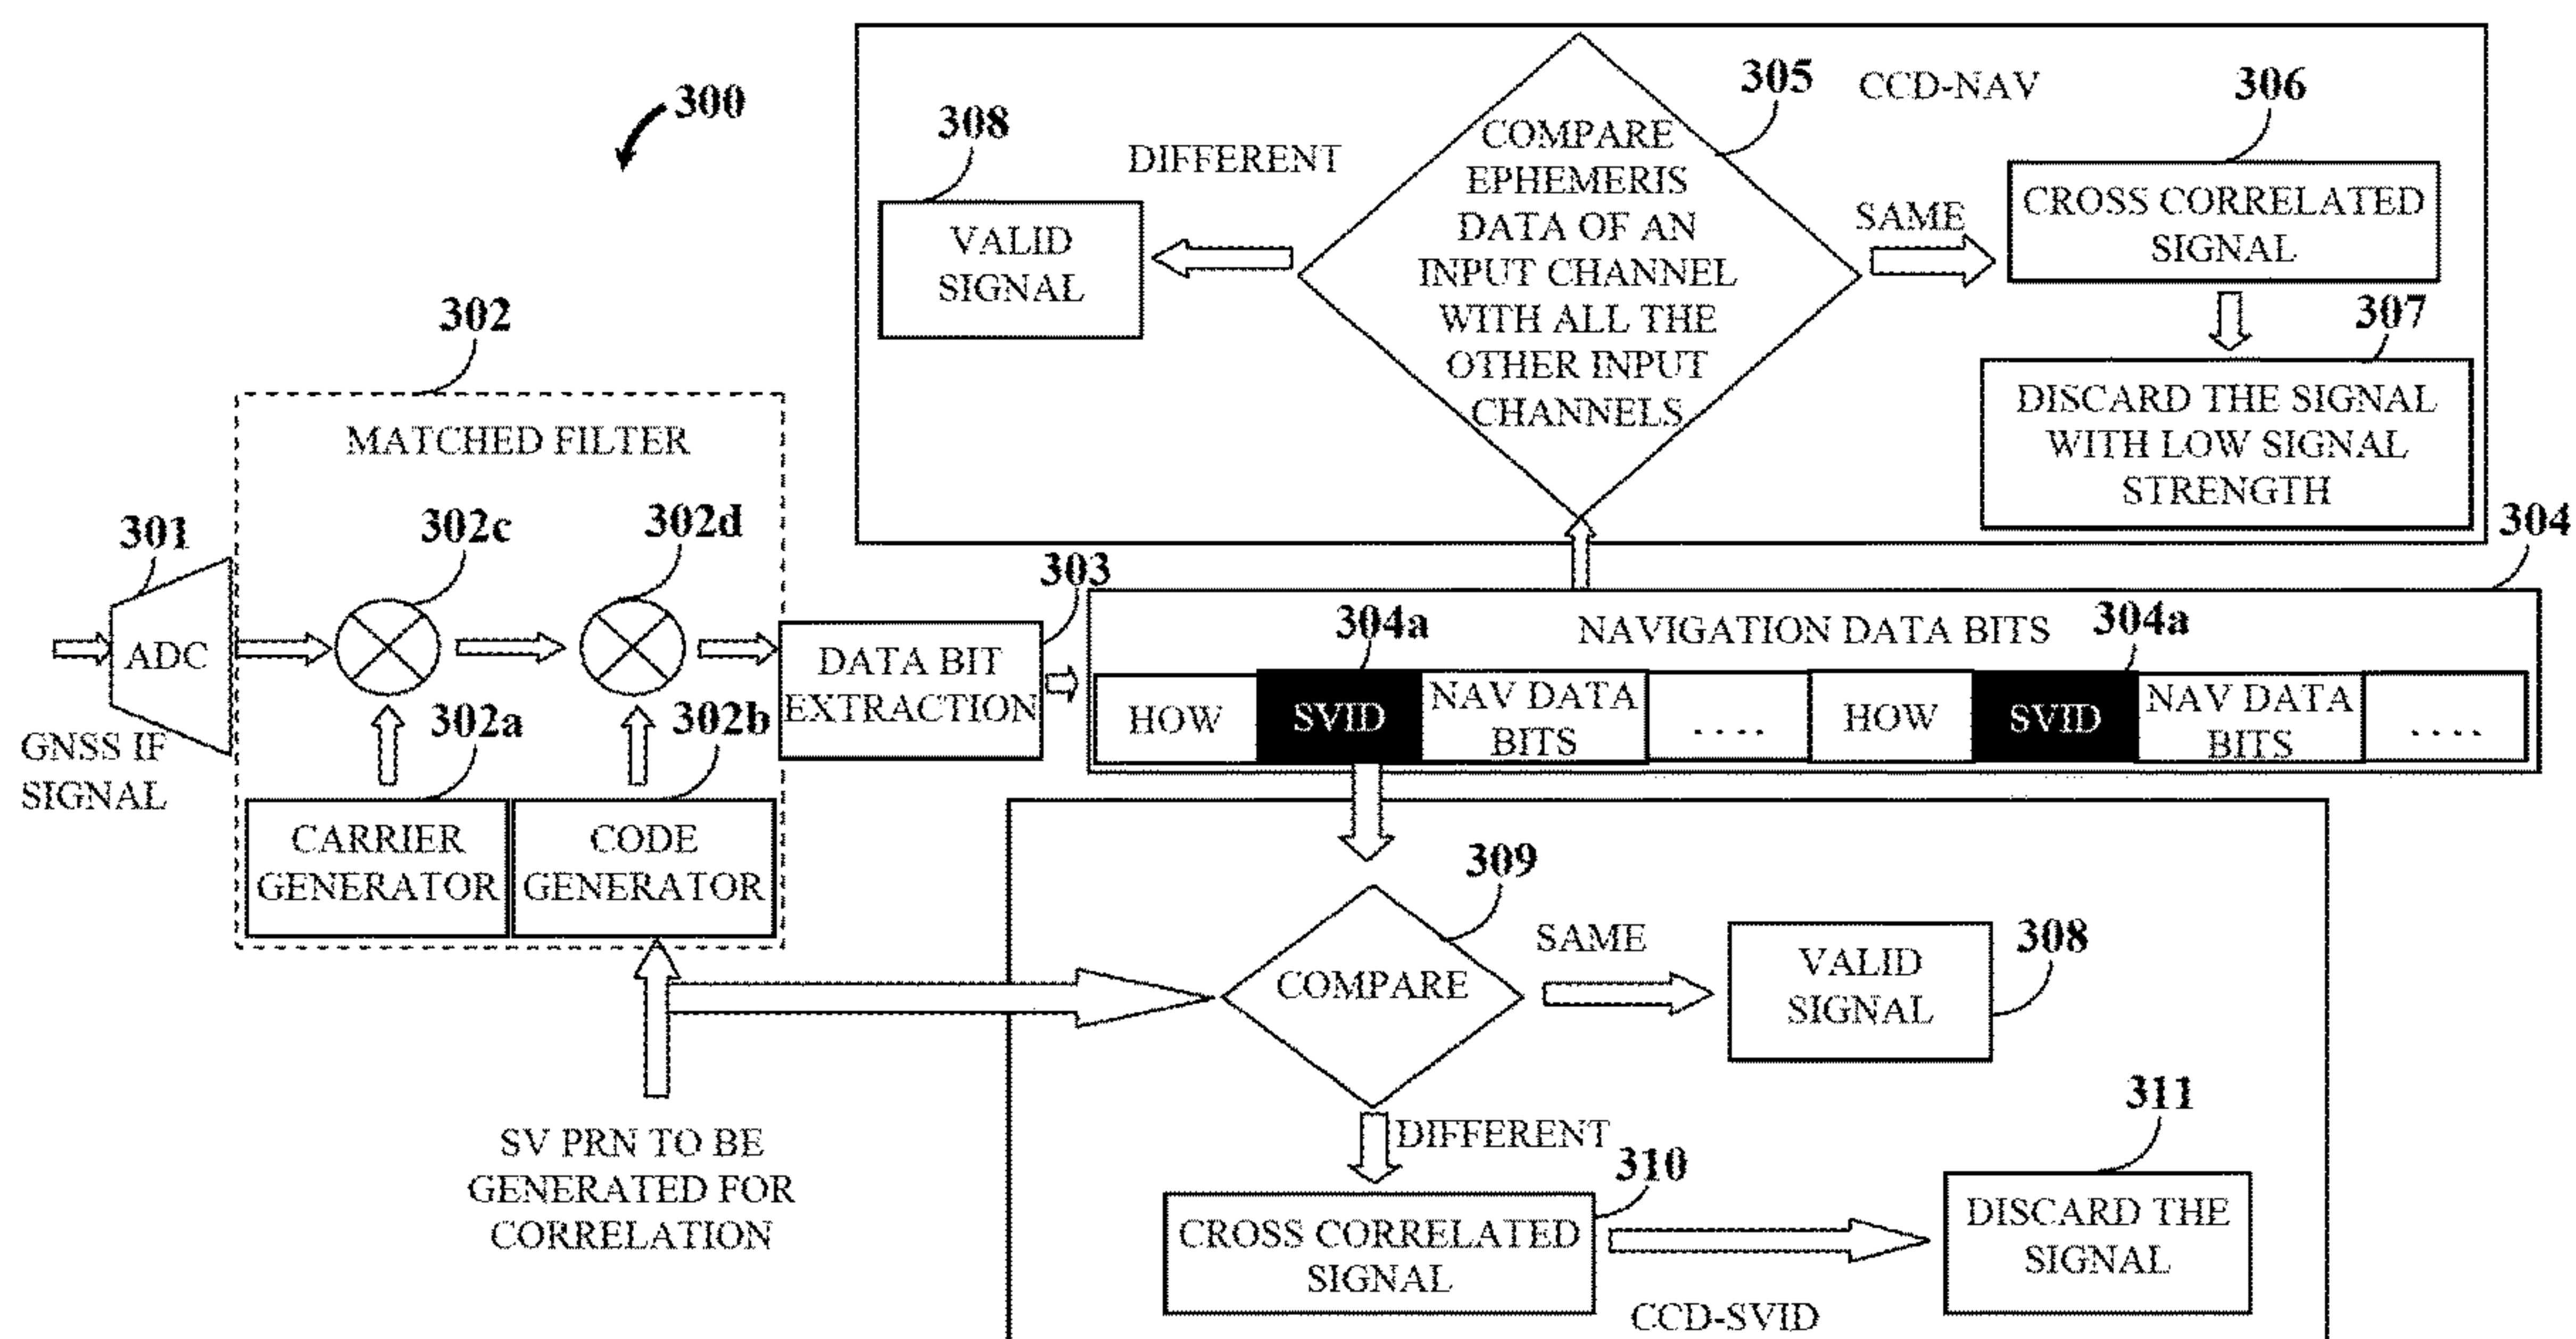 300
308
DIFFERENT
VALID
SIGNAL
305
COMPARE
EPHEMERIS
DATA OF AN
INPUT CHANNEL
WITH ALL THE
OTHER INPUT
CHANNELS
CCD-NAV
306
SAME
CROSS CORRELATED
SIGNAL
307
DISCARD THE SIGNAL
WITH LOW SIGNAL
STRENGTH
302
MATCHED FILTER
301
302c
302d
ADC
GNSS IF
SIGNAL
302a
302b
CARRIER
GENERATOR
CODE
GENERATOR
303
DATA BIT
EXTRACTION
304
304a
NAVIGATION DATA BITS
304a
HOW
SVID
NAV DATA
BITS
....
HOW
SVID
NAV DATA
BITS
....
SV PRN TO BE
GENERATED FOR
CORRELATION
309
COMPARE
SAME
VALID
SIGNAL
308
DIFFERENT
310
CROSS CORRELATED
SIGNAL
311
DISCARD THE
SIGNAL
CCD-SVID